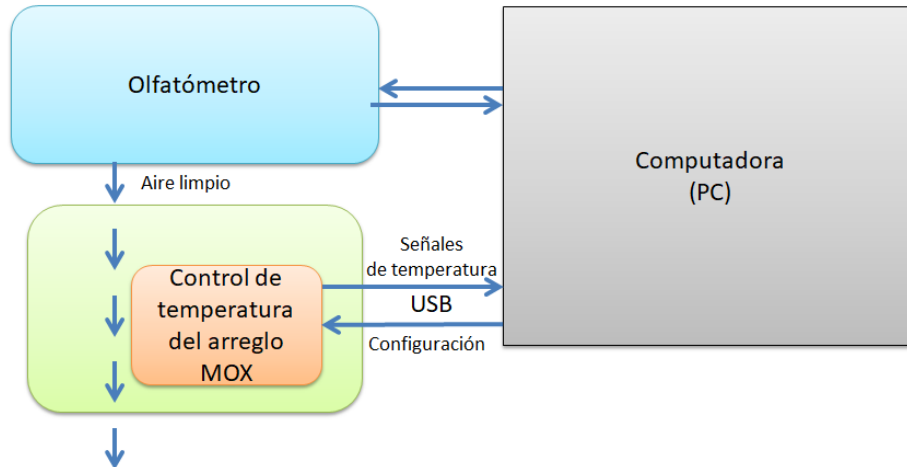 Olfatómetro
Computadora
(PC)
Aire limpio
Señales
de temperatura
USB
Configuración
Control de
temperatura
del arreglo
MOX